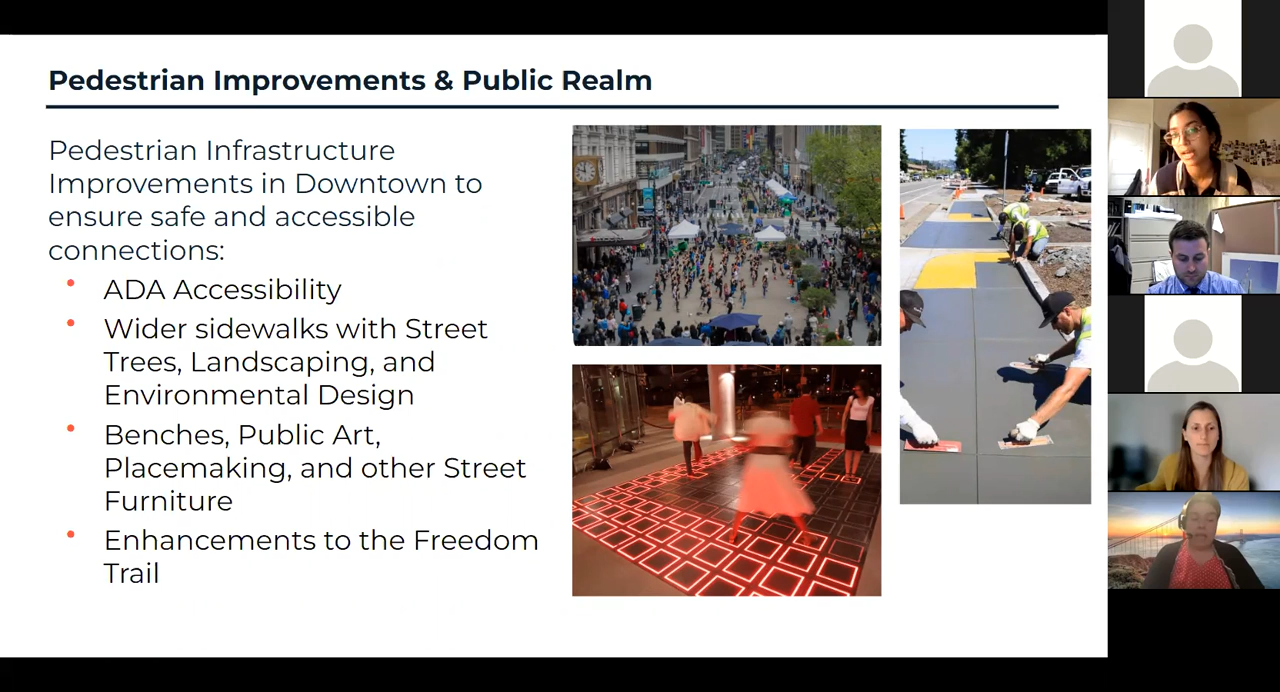 Pedestrian Improvements & Public Realm
Pedestrian Infrastructure
Improvements in Downtown to
ensure safe and accessible
connections:
ADA Accessibility
Wider sidewalks with Street
Trees, Landscaping, and
Environmental Design
Benches, Public Art,
Placemaking, and other Street
Furniture
Enhancements to the Freedom
Trail